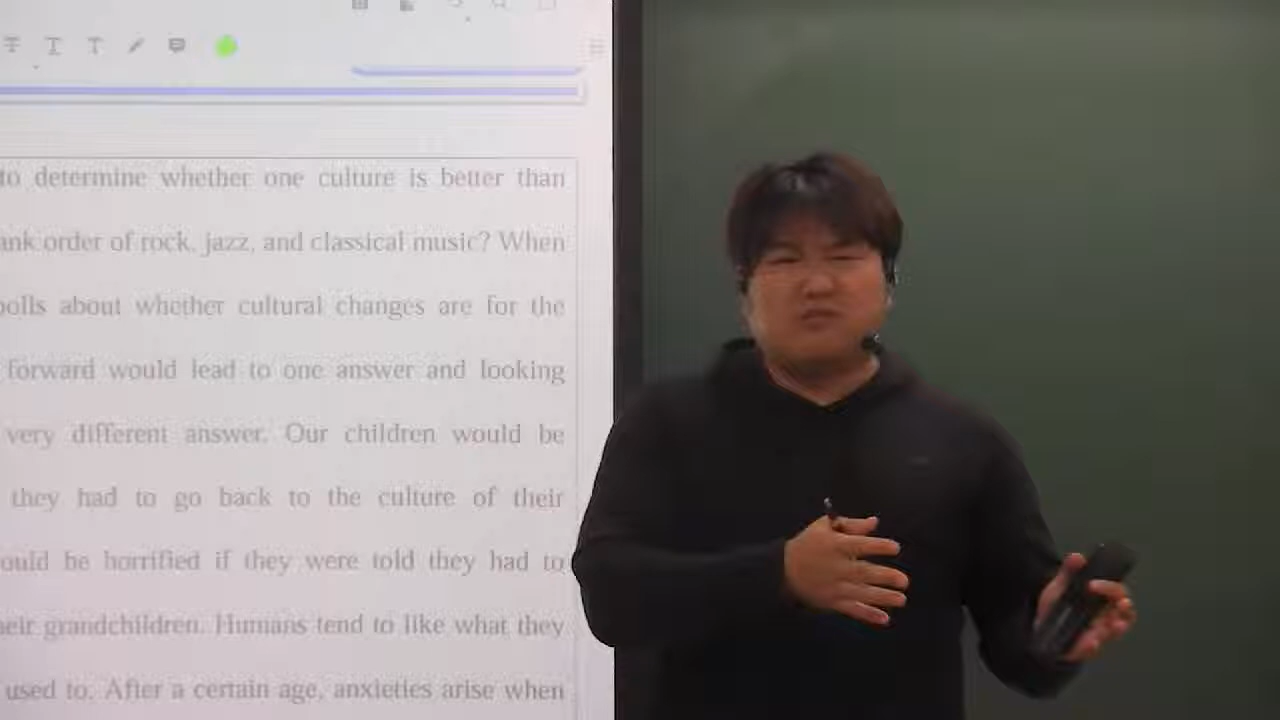 to determine whether one culture is better than
ank order of rock, jazz, and classical music? When
polls about whether cultural changes are for the
forward would lead to one answer and looking
very different answer. Our children would be
they had to go back to the culture of their
ould be horrified if they were told they had to
eir grandchildren. Humans tend to like what they
used to. After a certain age, anxieties arise when